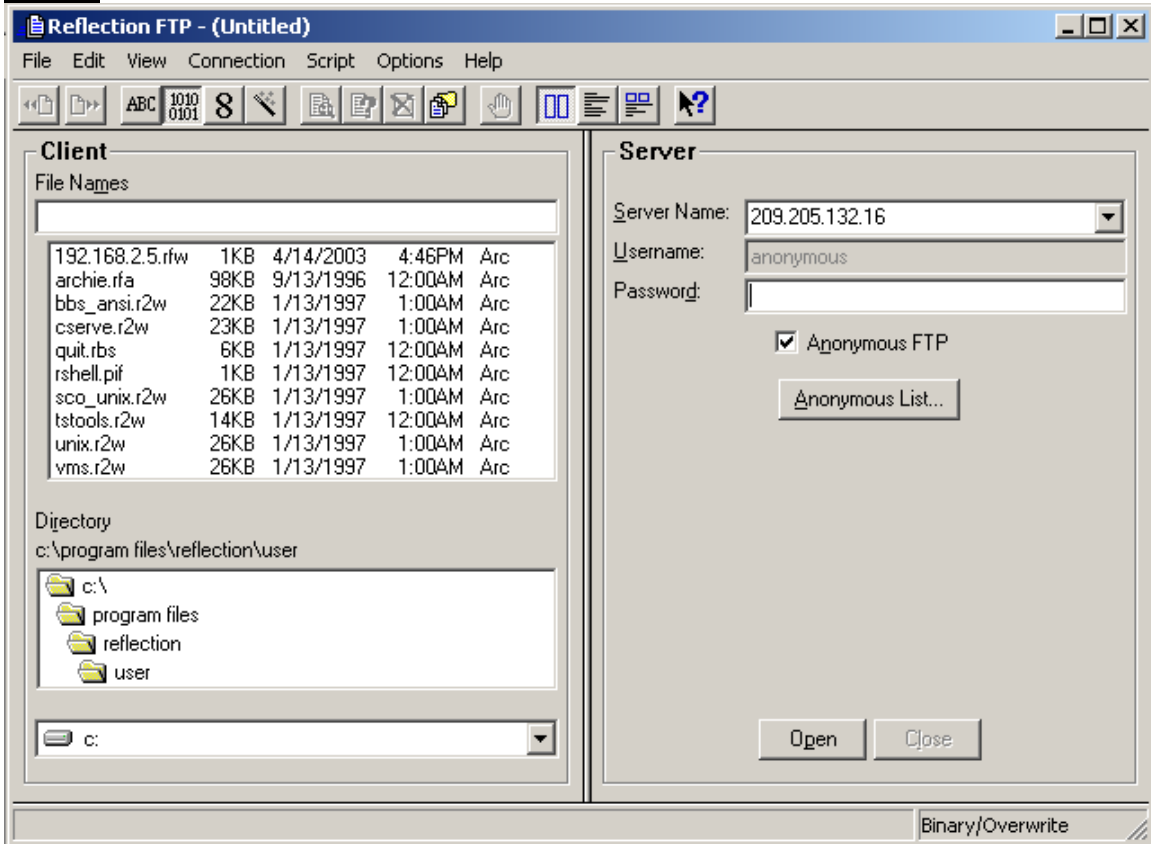 Reflection FTP - (Untitled)
File Edit View Connection Script Options Help
ABC 1010 0101 8 ?
Client
File Names
192.168.2.5.rfw 1KB 4/14/2003 4:46PM Arc
archie.rfa 98KB 9/13/1996 12:00AM Arc
bbs_ansi.r2w 22KB 1/13/1997 1:00AM Arc
cserve.r2w 23KB 1/13/1997 1:00AM Arc
quit.rbs 6KB 1/13/1997 12:00AM Arc
rshell.pif 1KB 1/13/1997 12:00AM Arc
sco_unix.r2w 26KB 1/13/1997 1:00AM Arc
tstools.r2w 14KB 1/13/1997 12:00AM Arc
unix.r2w 26KB 1/13/1997 1:00AM Arc
vms.r2w 26KB 1/13/1997 1:00AM Arc
Directory
c:\program files\reflection\user
c:\
program files
reflection
user
c:
Server
Server Name: 209.205.132.16
Username: anonymous
Password:
Anonymous FTP
Anonymous List...
Open Close
Binary/Overwrite